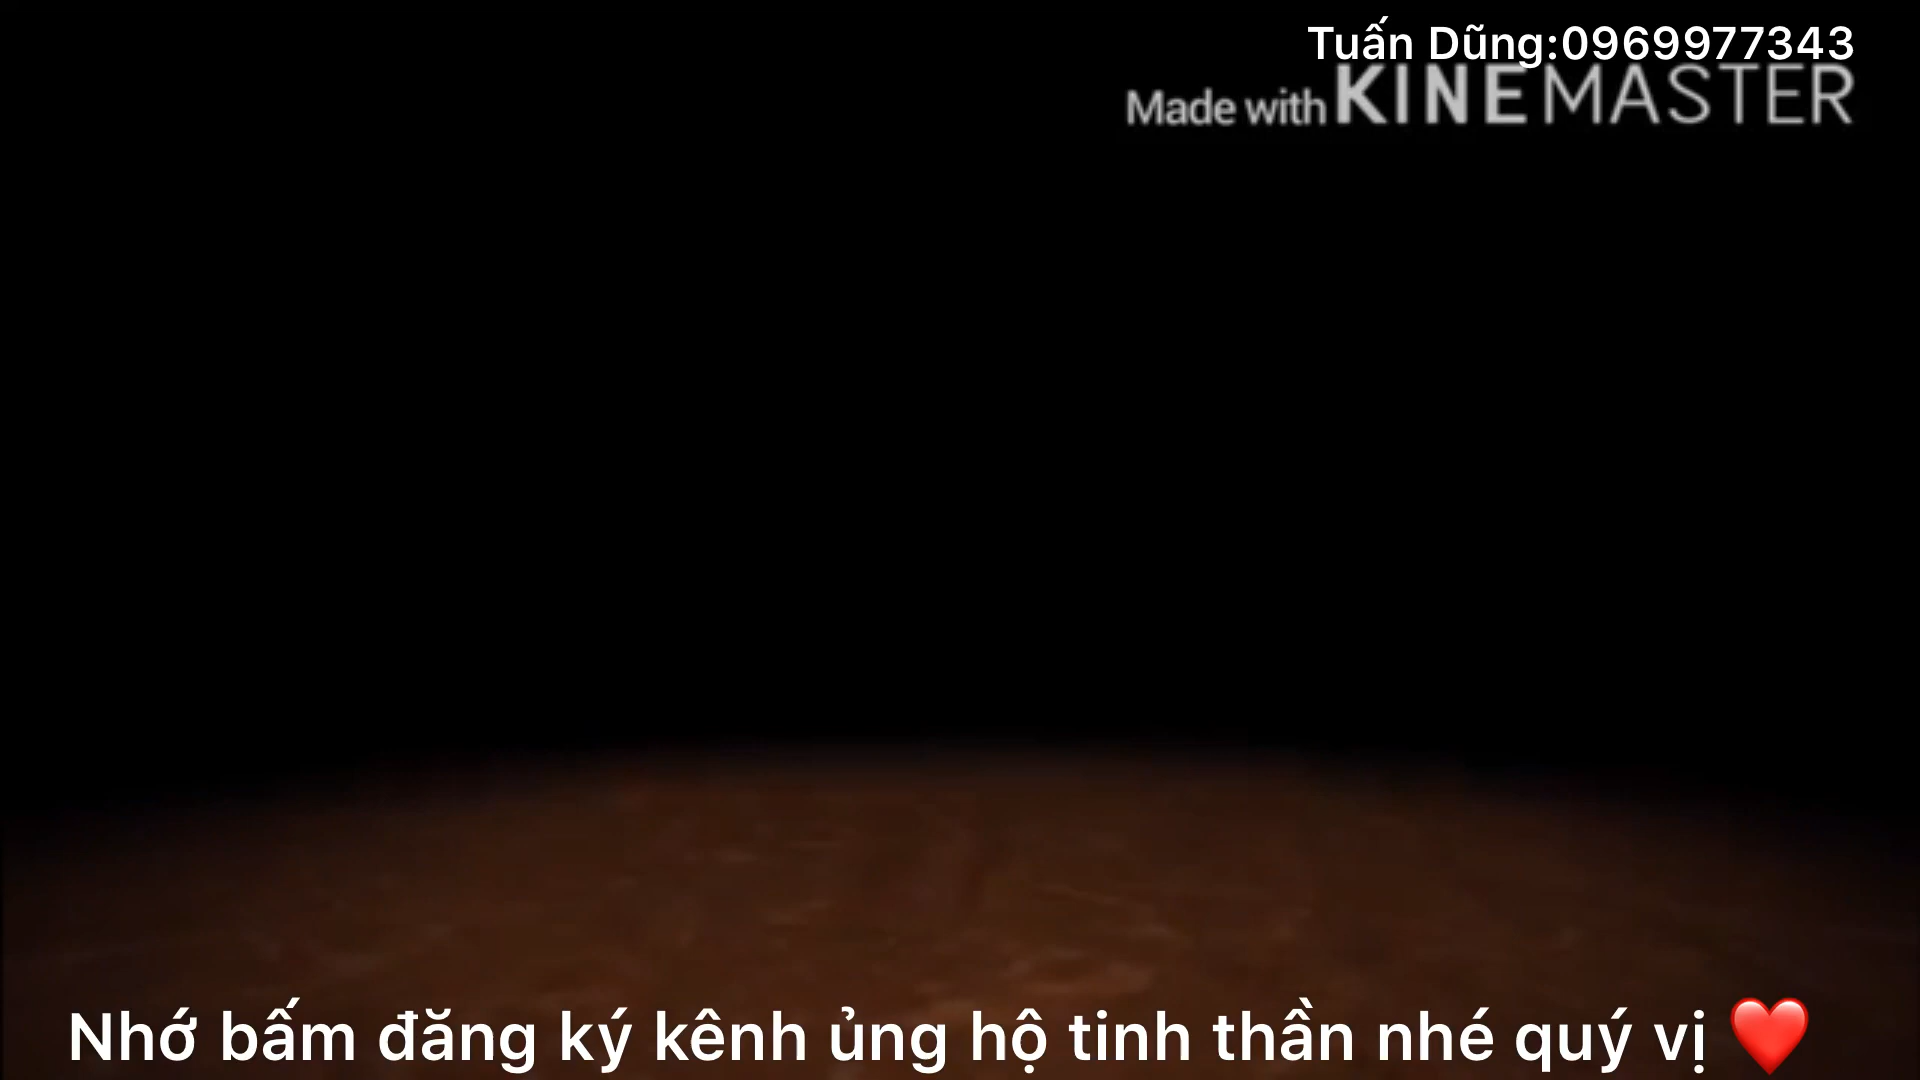 Tuấn Dũng:0969977343
Made with KINEMASTER
Nhớ bấm đăng ký kênh ủng hộ tinh thần nhé quý vị ❤️